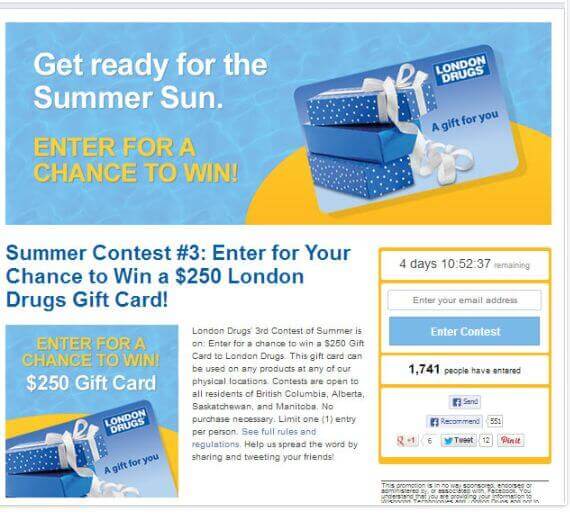 Get ready for the
Summer Sun.
ENTER FOR A
CHANCE TO WIN!
LONDON
DRUGS
A gift for you
Summer Contest #3: Enter for Your
Chance to Win a $250 London
Drugs Gift Card!
ENTER FOR A
CHANCE TO WIN!
$250 Gift Card
LONDON
DRUGS
A gift for you
London Drugs' 3rd Contest of Summer is
on: Enter for a chance to win a $250 Gift
Card to London Drugs. This gift card can
be used on any products at any of our
physical locations. Contests are open to
all residents of British Columbia, Alberta,
Saskatchewan, and Manitoba. No
purchase necessary. Limit one (1) entry
per person. See full rules and
regulations. Help us spread the word by
sharing and tweeting your friends!
4 days 10:52:37 remaining
Enter your email address
Enter Contest
1,741 people have entered
Send
Recommend 551
+1 6 Tweet 12 Pin it
This promotion is in no way sponsored, endorsed or
administered by, or associated with, Facebook. You
understand that you are providing your information to
Technologies and London Drugs and not to